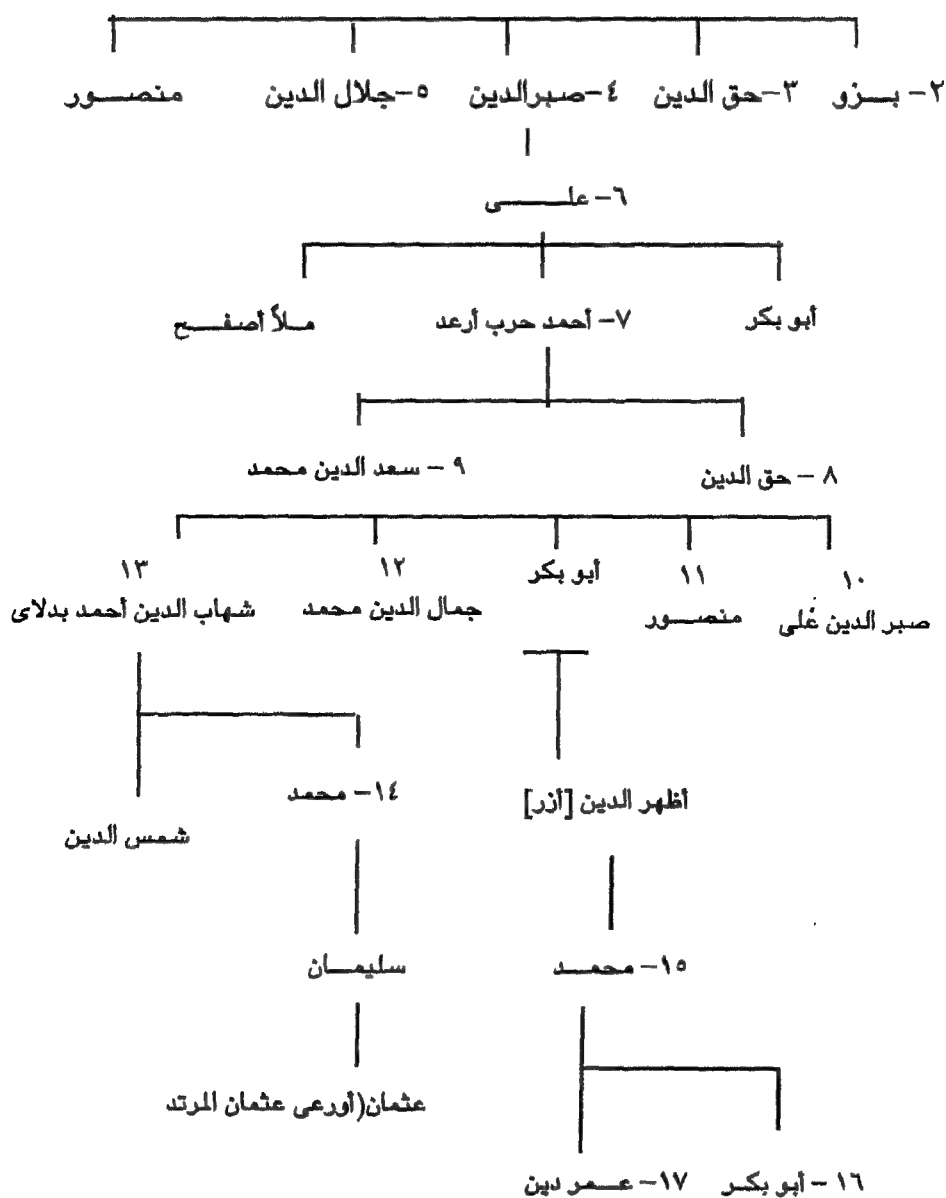 ٢- بـــزو ٣-حق الدين ٤-صبرالدين ٥-جلال الدين منصـــور
٦- علـــــى
أبو بكر ٧- أحمد حرب أرعد مـلأ أصفـــح
٨ - حق الدين ٩ - سعد الدين محمد
١٠ ١١ أبو بكر ١٢ ١٣
صبر الدين على منصـــور جمال الدين محمد شهاب الدين أحمد بدلاى
أظهر الدين [أزر] ١٤- محمد
شمس الدين
١٥- محمـــد سليمـــان
عثمان(أورعى عثمان المرتد
١٦- أبو بكـر ١٧- عـــمر دين